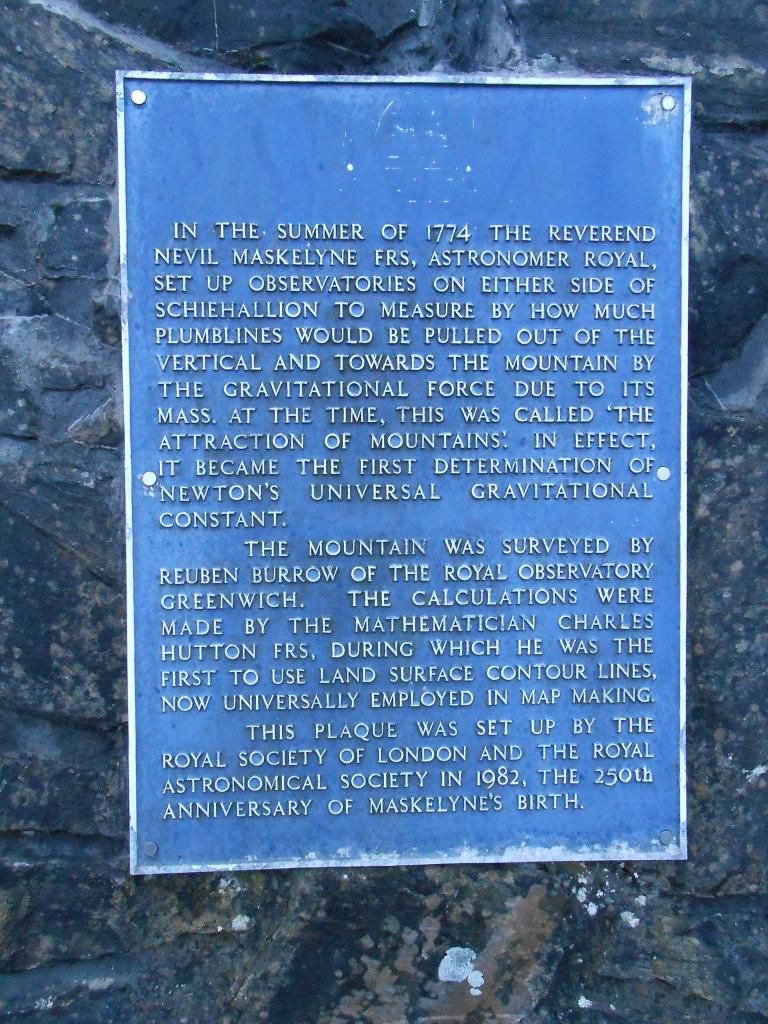 IN THE SUMMER OF 1774 THE REVEREND
NEVIL MASKELYNE FRS, ASTRONOMER ROYAL,
SET UP OBSERVATORIES ON EITHER SIDE OF
SCHIEHALLION TO MEASURE BY HOW MUCH
PLUMBLINES WOULD BE PULLED OUT OF THE
VERTICAL AND TOWARDS THE MOUNTAIN BY
THE GRAVITATIONAL FORCE DUE TO ITS
MASS. AT THE TIME, THIS WAS CALLED 'THE
ATTRACTION OF MOUNTAINS'. IN EFFECT,
IT BECAME THE FIRST DETERMINATION OF
NEWTON'S UNIVERSAL GRAVITATIONAL
CONSTANT.
THE MOUNTAIN WAS SURVEYED BY
REUBEN BURROW OF THE ROYAL OBSERVATORY
GREENWICH. THE CALCULATIONS WERE
MADE BY THE MATHEMATICIAN CHARLES
HUTTON FRS, DURING WHICH HE WAS THE
FIRST TO USE LAND SURFACE CONTOUR LINES,
NOW UNIVERSALLY EMPLOYED IN MAP MAKING.
THIS PLAQUE WAS SET UP BY THE
ROYAL SOCIETY OF LONDON AND THE ROYAL
ASTRONOMICAL SOCIETY IN 1982, THE 250th
ANNIVERSARY OF MASKELYNE'S BIRTH.